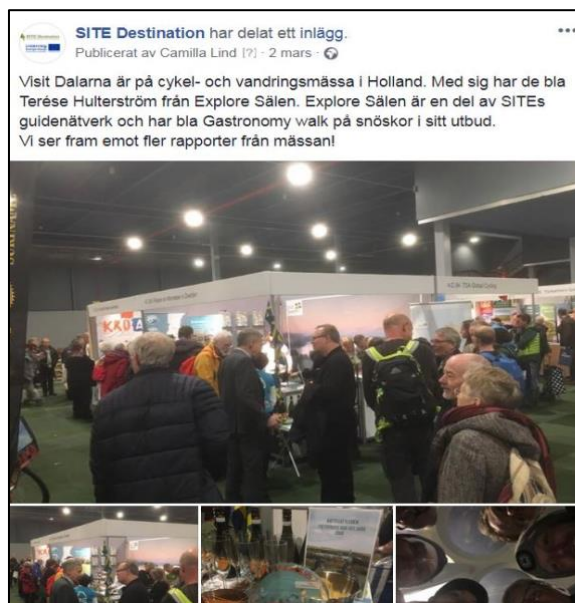 SITE Destination har delat ett inlägg.
Publicerat av Camilla Lind [?] · 2 mars ·
Visit Dalarna är på cykel- och vandringsmässa i Holland. Med sig har de bla
Terése Hulterström från Explore Sälen. Explore Sälen är en del av SITEs
guidenätverk och har bla Gastronomy walk på snöskor i sitt utbud.
Vi ser fram emot fler rapporter från mässan!